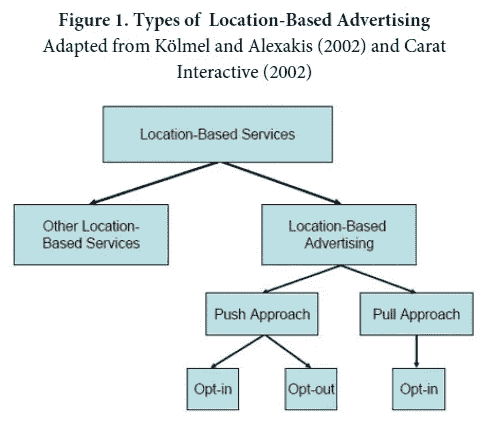 Figure 1. Types of Location-Based Advertising
Adapted from Kölmel and Alexakis (2002) and Carat
Interactive (2002)
Location-Based Services
Other Location-
Based Services
Location-Based
Advertising
Push Approach
Pull Approach
Opt-in
Opt-out
Opt-in